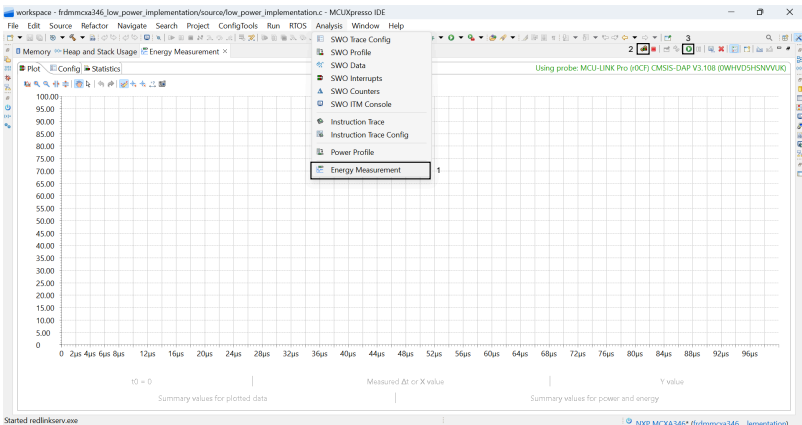 workspace - frdmmcxa346_low_power_implementation/source/low_power_implementation.c - MCUXpresso IDE
File Edit Source Refactor Navigate Search Project ConfigTools Run RTOS Analysis Window Help
3
Memory Heap and Stack Usage Energy Measurement
2
Plot Config Statistics
Using probe: MCU-LINK Pro (r0CF) CMSIS-DAP V3.108 (0WHVD5HSNVVUK)
SWO Trace Config
SWO Profile
SWO Data
SWO Interrupts
SWO Counters
SWO ITM Console
Instruction Trace
Instruction Trace Config
Power Profile
Energy Measurement
1
100.00
95.00
90.00
85.00
80.00
75.00
70.00
65.00
60.00
55.00
50.00
45.00
40.00
35.00
30.00
25.00
20.00
15.00
10.00
5.00
0
0 2µs 4µs 6µs 8µs 12µs 16µs 20µs 24µs 28µs 32µs 36µs 40µs 44µs 48µs 52µs 56µs 60µs 64µs 68µs 72µs 76µs 80µs 84µs 88µs 92µs 96µs
t0 = 0 Measured Δt or X value Y value
Summary values for plotted data Summary values for power and energy
Started redlinkserv.exe
NXP MCXA346* (frdmmcxa346...lementation)